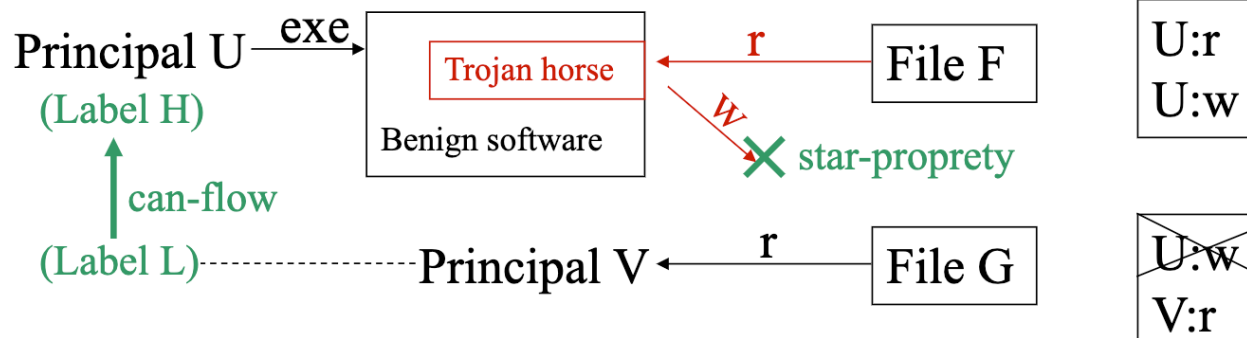 Principal U
exe
Trojan horse
r
File F
U:r
U:w
(Label H)
Benign software
w
star-proprety
can-flow
(Label L)
Principal V
r
File G
U:w
V:r